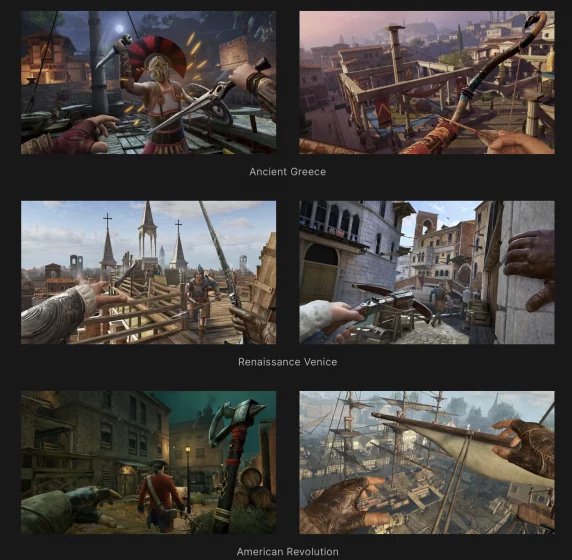 Ancient Greece
Renaissance Venice
American Revolution